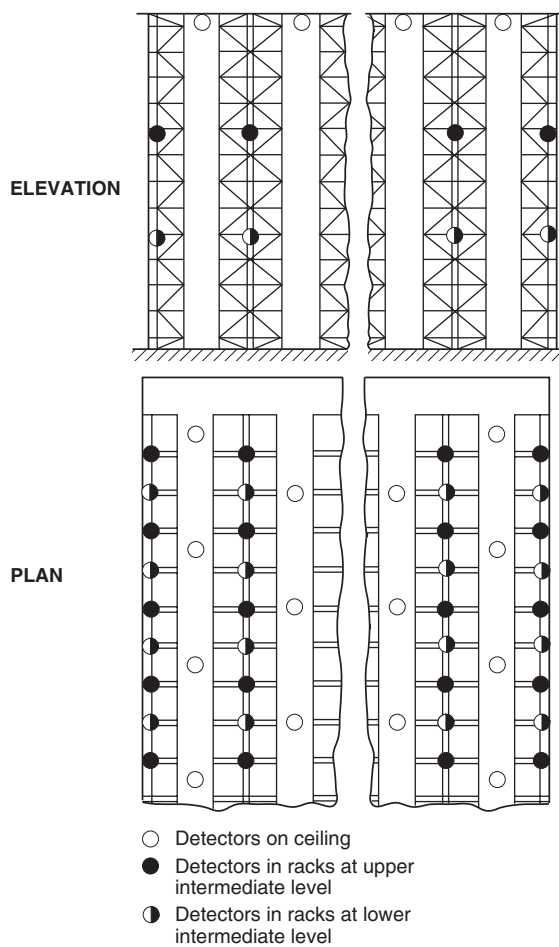 ELEVATION
PLAN
Detectors on ceiling
Detectors in racks at upper
intermediate level
Detectors in racks at lower
intermediate level